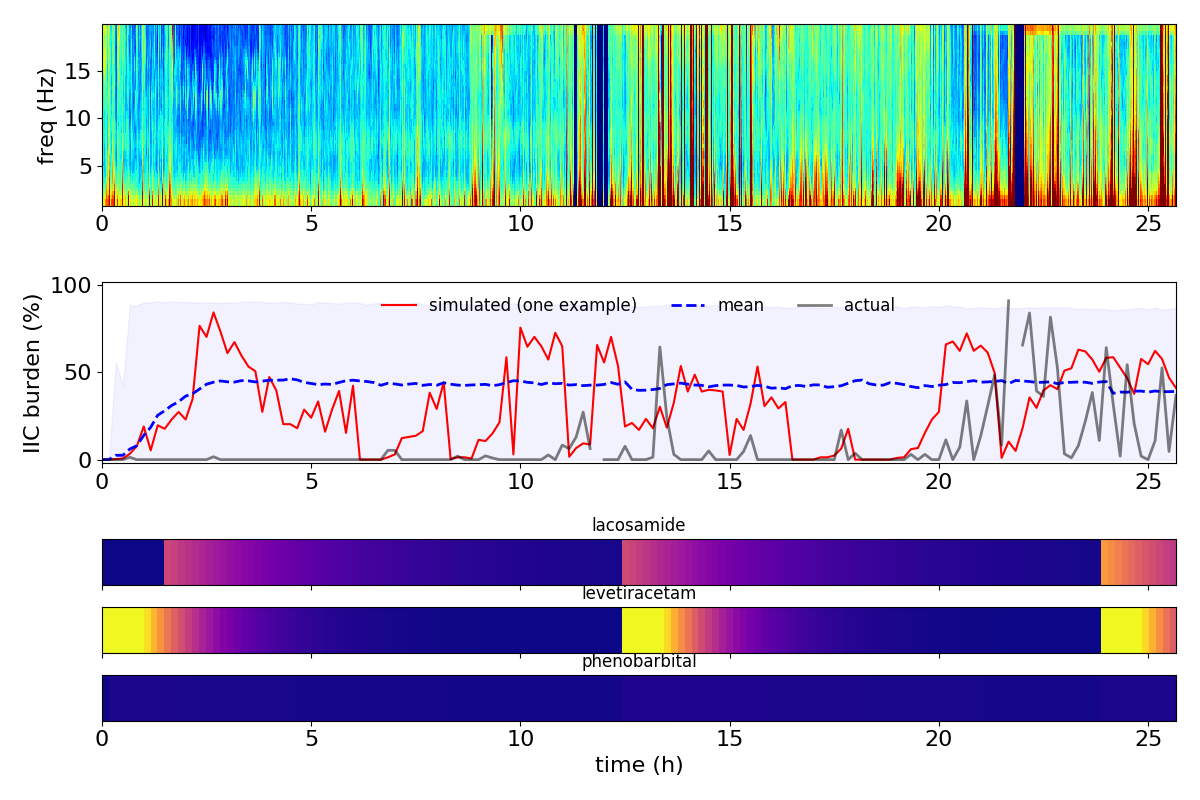 freq (Hz)
15
10
5
0 5 10 15 20 25
IIC burden (%)
100
50
0
simulated (one example) mean actual
0 5 10 15 20 25
lacosamide
levetiracetam
phenobarbital
0 5 10 15 20 25
time (h)